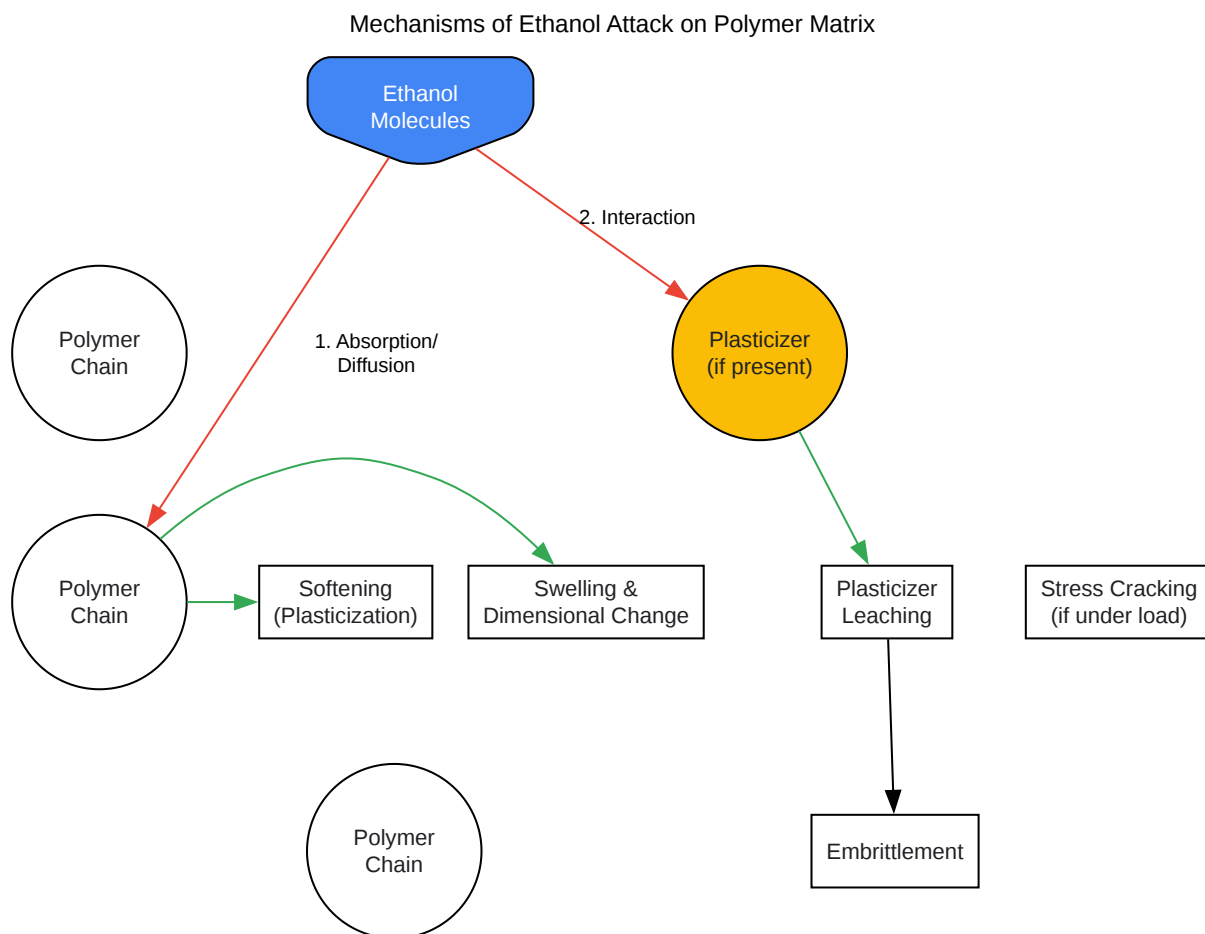 Mechanisms of Ethanol Attack on Polymer Matrix
Ethanol
Molecules
2. Interaction
Polymer
Chain
1. Absorption/
Diffusion
Plasticizer
(if present)
Polymer
Chain
Softening
(Plasticization)
Swelling &
Dimensional Change
Plasticizer
Leaching
Stress Cracking
(if under load)
Polymer
Chain
Embrittlement